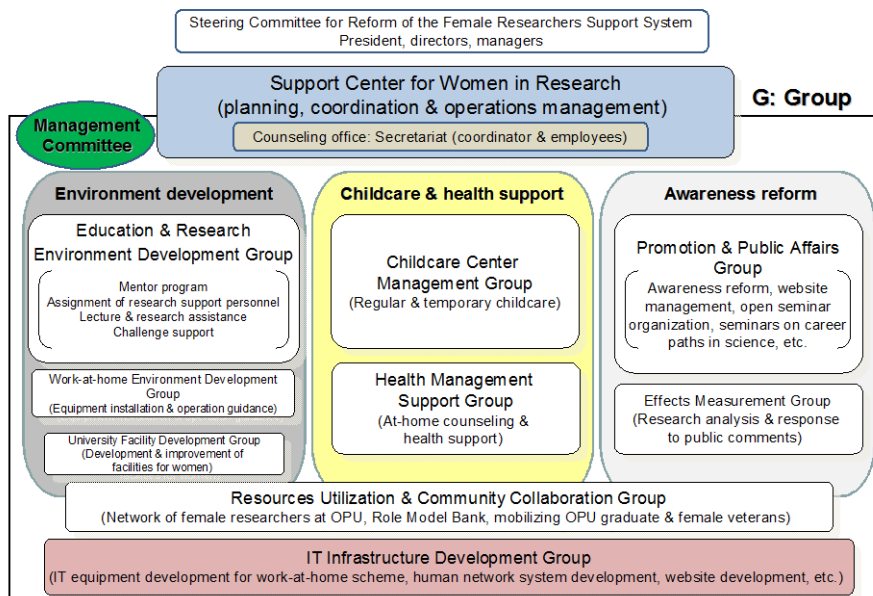 Steering Committee for Reform of the Female Researchers Support System
President, directors, managers
Support Center for Women in Research
(planning, coordination & operations management)
Counseling office: Secretariat (coordinator & employees)
G: Group
Management
Committee
Environment development
Education & Research
Environment Development Group
Mentor program
Assignment of research support personnel
Lecture & research assistance
Challenge support
Work-at-home Environment Development
Group
(Equipment installation & operation guidance)
University Facility Development Group
(Development & improvement of
facilities for women)
Childcare & health support
Childcare Center
Management Group
(Regular & temporary childcare)
Health Management
Support Group
(At-home counseling &
health support)
Awareness reform
Promotion & Public Affairs
Group
Awareness reform, website
management, open seminar
organization, seminars on career
paths in science, etc.
Effects Measurement Group
(Research analysis & response
to public comments)
Resources Utilization & Community Collaboration Group
(Network of female researchers at OPU, Role Model Bank, mobilizing OPU graduate & female veterans)
IT Infrastructure Development Group
(IT equipment development for work-at-home scheme, human network system development, website development, etc.)